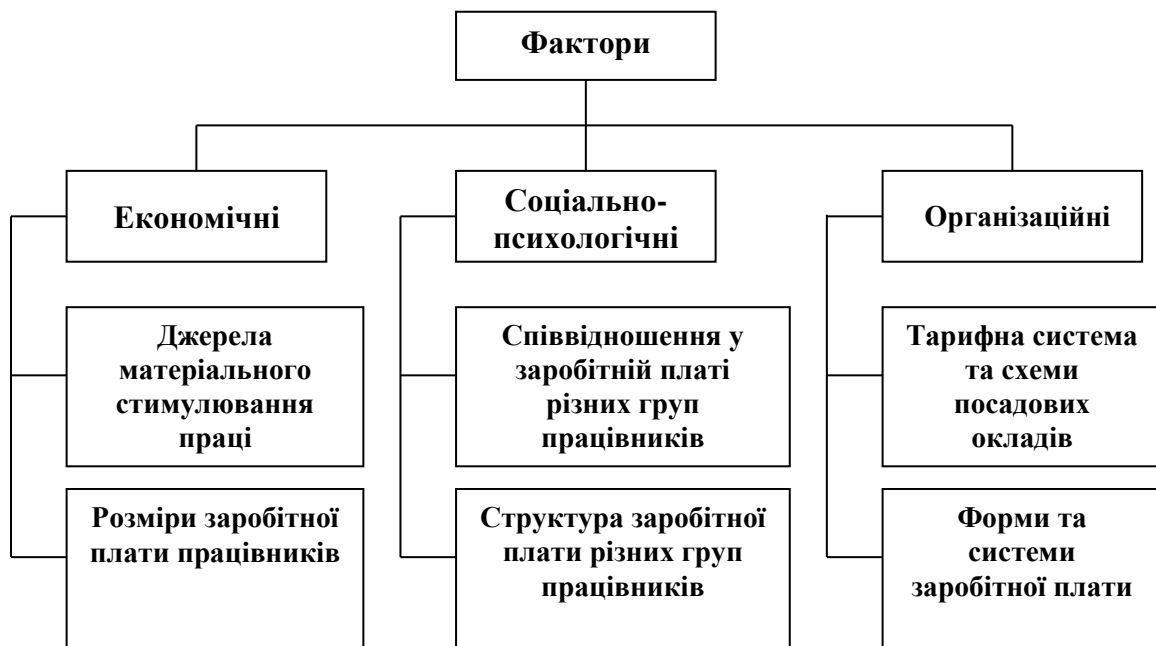 Фактори
Економічні
Соціально-
психологічні
Організаційні
Джерела
матеріального
стимулювання
праці
Співвідношення у
заробітній платі
різних груп
працівників
Тарифна система
та схеми
посадових
окладів
Розміри заробітної
плати працівників
Структура заробітної
плати різних груп
працівників
Форми та
системи
заробітної плати